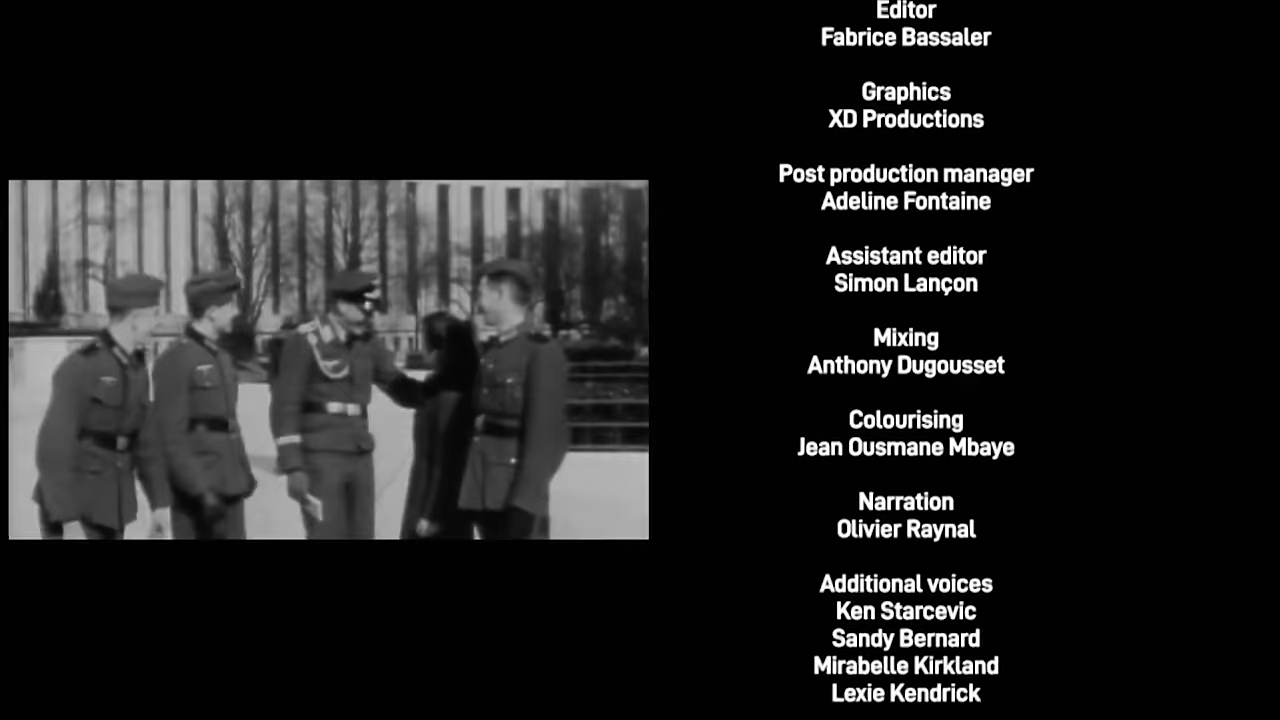 Editor
Fabrice Bassaler
Graphics
XD Productions
Post production manager
Adeline Fontaine
Assistant editor
Simon Lançon
Mixing
Anthony Dugousset
Colourising
Jean Ousmane Mbaye
Narration
Olivier Raynal
Additional voices
Ken Starcevic
Sandy Bernard
Mirabelle Kirkland
Lexie Kendrick